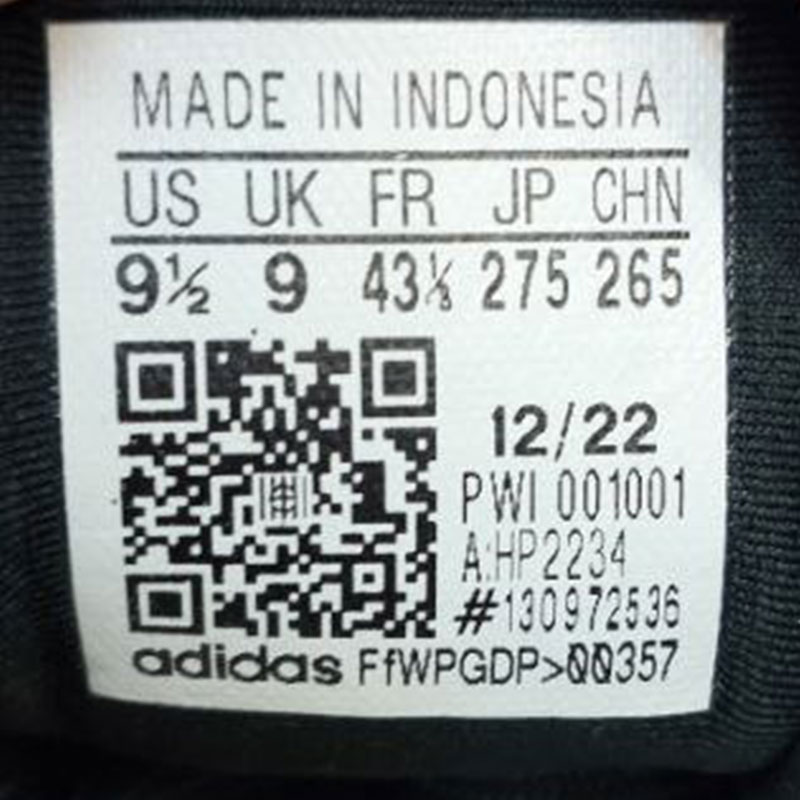 MADE IN INDONESIA
US UK FR JP CHN
9½ 9 43⅓ 275 265
12/22
PWI 001001
A:HP2234
#130972536
adidas FfWPGDP>00357